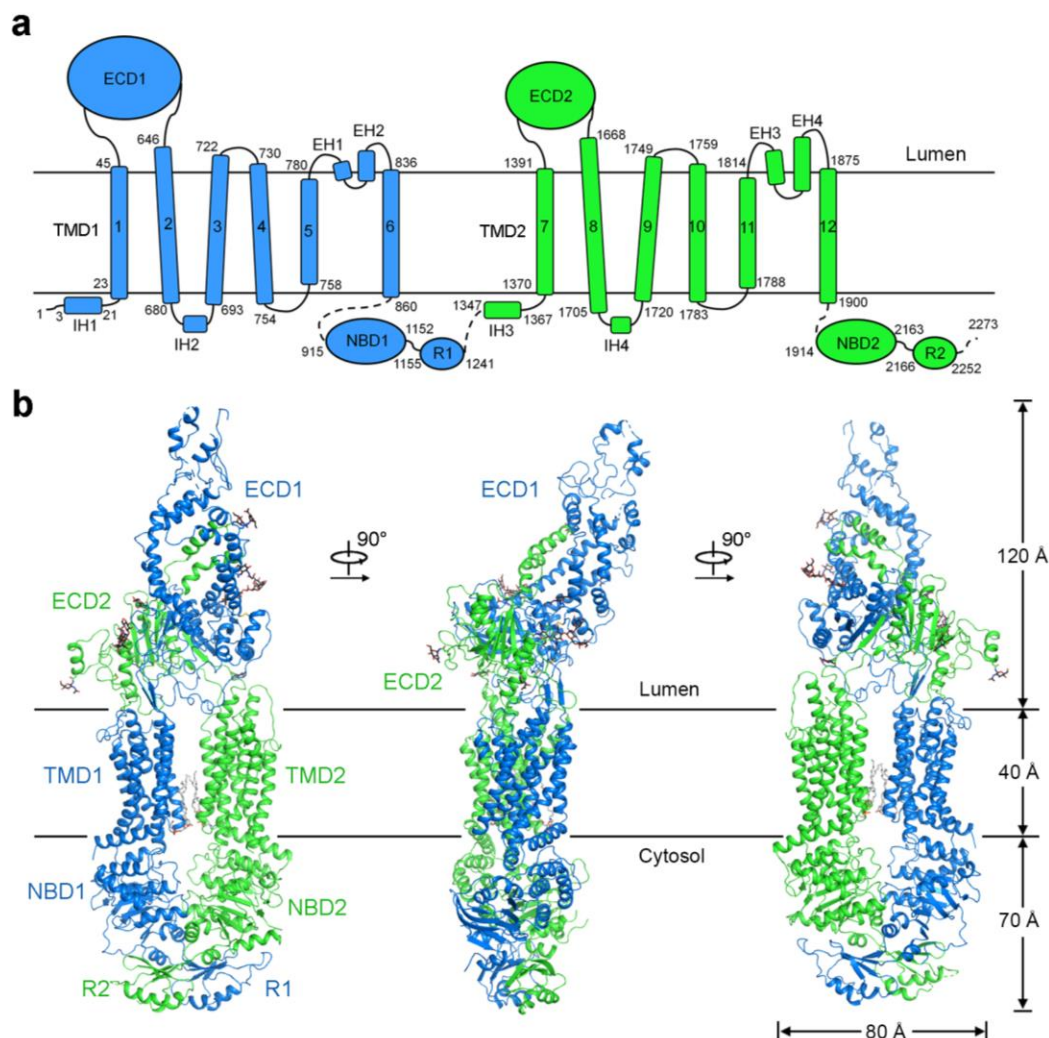 a
ECD1
ECD2
646
722
730
780
EH1
EH2
836
45
1391
1668
1749
1759
1814
EH3
EH4
1875
Lumen
TMD1
1
2
3
4
5
6
TMD2
7
8
9
10
11
12
23
1
3
21
IH1
680
693
IH2
754
758
860
915
NBD1
1152
1155
R1
1241
1347
1370
1367
IH3
1705
1720
IH4
1783
1788
1900
1914
NBD2
2163
2166
R2
2252
2273
b
ECD1
ECD2
90°
ECD1
ECD2
90°
120 Å
Lumen
TMD1
TMD2
40 Å
Cytosol
NBD1
NBD2
70 Å
R2
R1
80 Å